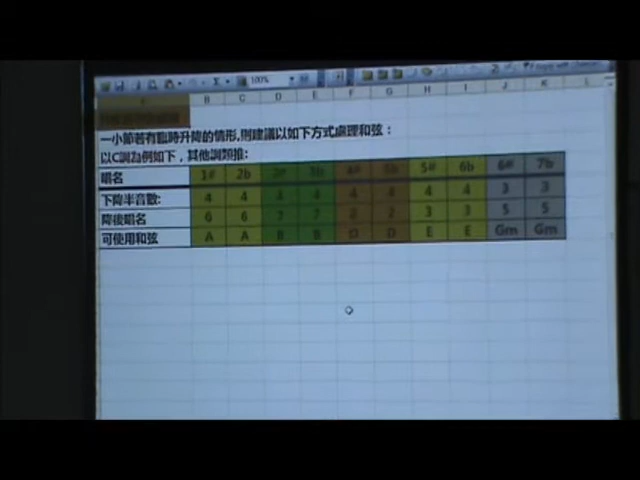 100%
B C D E F G H I J K L
一小節若有臨時升降的情形,則建議以如下方式處理和弦：
以C調為例如下，其他調類推:
唱名 1# 2b 2# 3b 4# 5b 5# 6b 6# 7b
下降半音數: 4 4 4 4 4 4 4 4 3 3
降後唱名 6 6 7 7 2 2 3 3 5 5
可使用和弦 A A B B D D E E Gm Gm